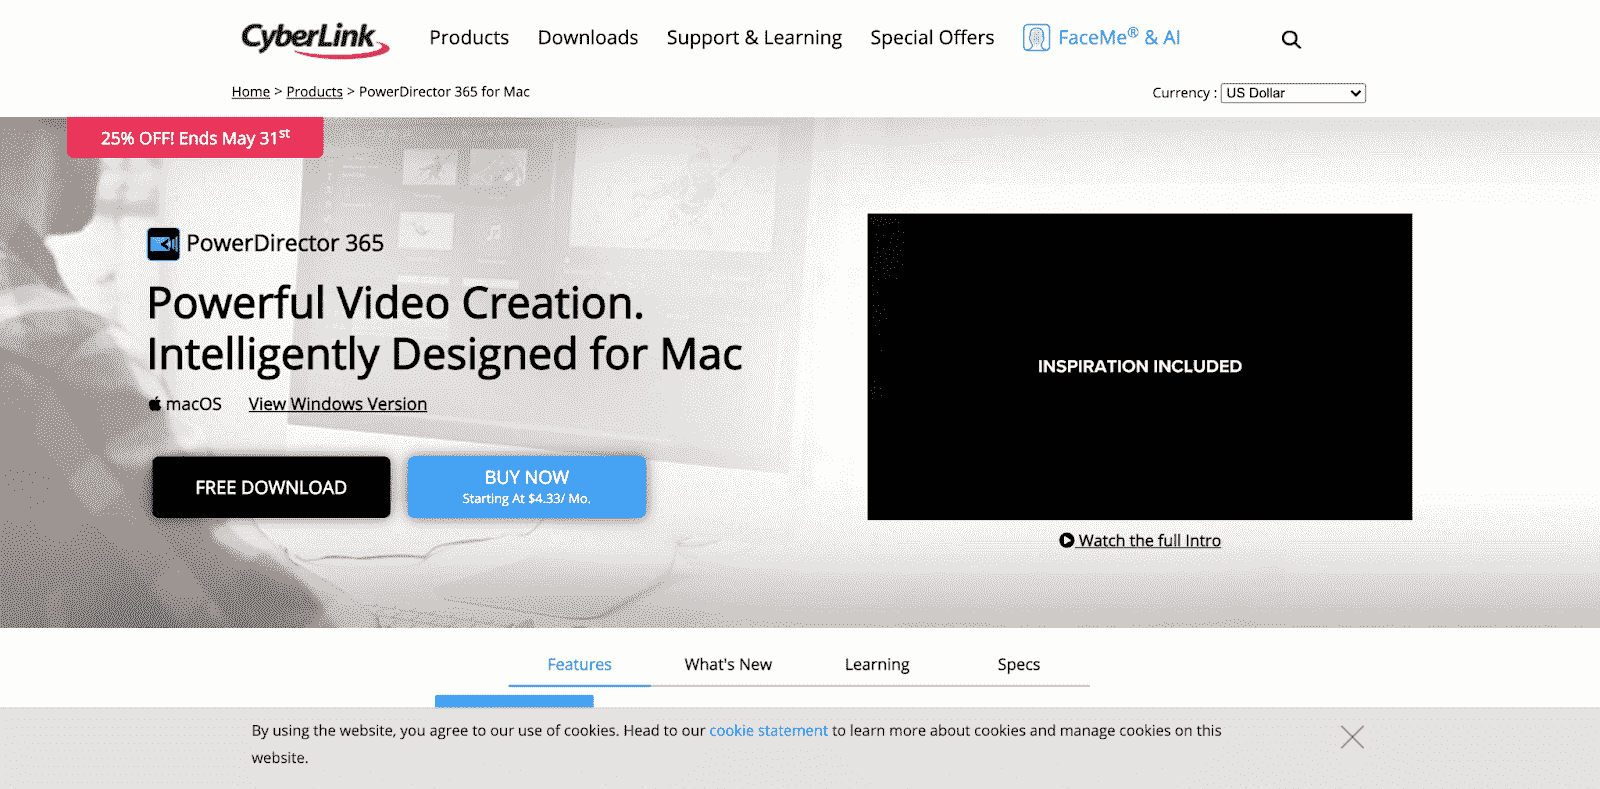 CyberLink
Products Downloads Support & Learning Special Offers FaceMe® & AI
Home > Products > PowerDirector 365 for Mac
Currency : US Dollar
25% OFF! Ends May 31st
PowerDirector 365
Powerful Video Creation.
Intelligently Designed for Mac
macOS View Windows Version
FREE DOWNLOAD
BUY NOW
Starting At $4.33/ Mo.
INSPIRATION INCLUDED
Watch the full Intro
Features What's New Learning Specs
By using the website, you agree to our use of cookies. Head to our cookie statement to learn more about cookies and manage cookies on this
website.